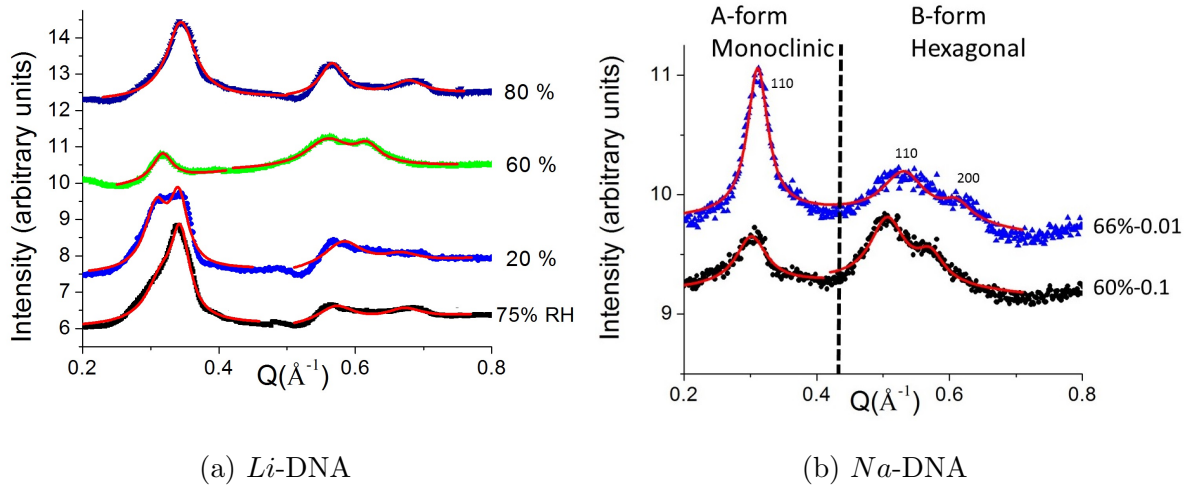 Intensity (arbitrary units)
14
13
12
11
10
9
8
7
6
80 %
60 %
20 %
75% RH
0.2
0.4
0.6
0.8
Q(Å⁻¹)
(a) Li-DNA
A-form
Monoclinic
B-form
Hexagonal
Intensity (arbitrary units)
11
10
9
110
110
200
66%-0.01
60%-0.1
0.2
0.4
0.6
0.8
Q(Å⁻¹)
(b) Na-DNA